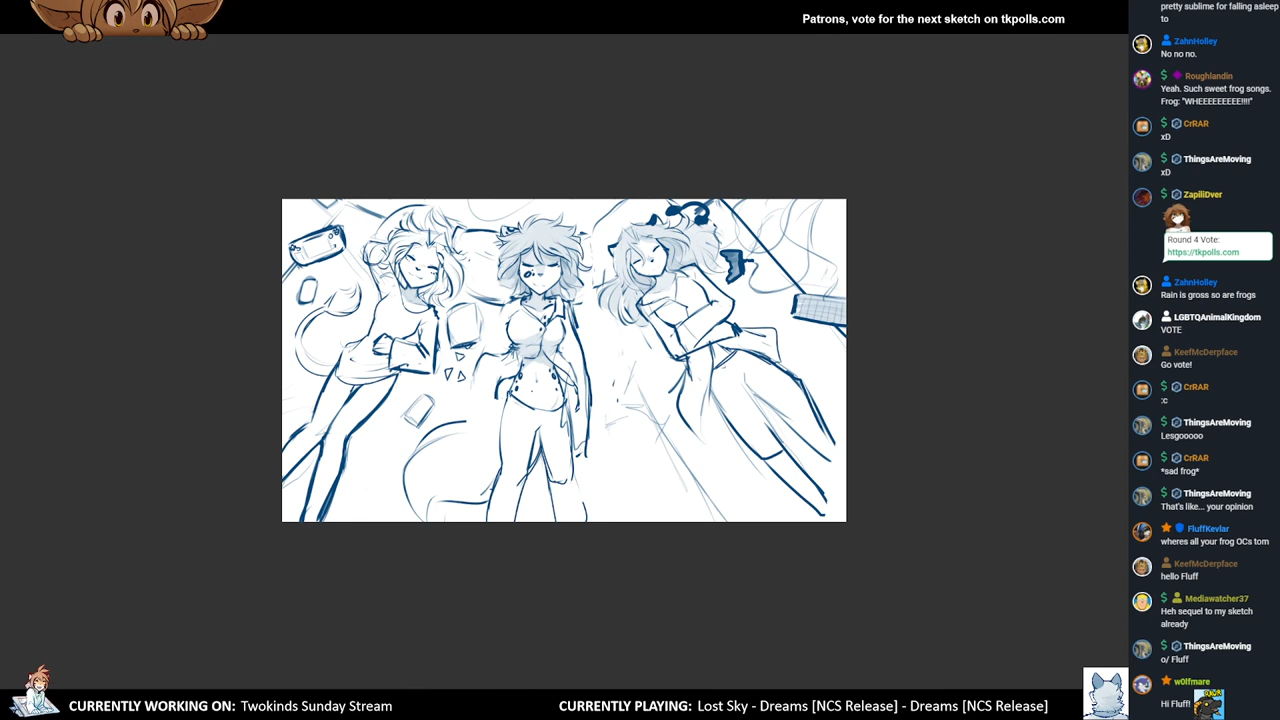 Patrons, vote for the next sketch on tkpolls.com
pretty sublime for falling asleep
to
ZahnHolley
No no no.
Roughlandin
Yeah. Such sweet frog songs.
Frog: "WHEEEEEEEE!!!!"
CrRAR
xD
ThingsAreMoving
xD
ZapiliDver
Round 4 Vote:
https://tkpolls.com
ZahnHolley
Rain is gross so are frogs
LGBTQAnimalKingdom
VOTE
KeefMcDerpface
Go vote!
CrRAR
:c
ThingsAreMoving
Lesgooooo
CrRAR
*sad frog*
ThingsAreMoving
That's like... your opinion
FluffKevlar
wheres all your frog OCs tom
KeefMcDerpface
hello Fluff
Mediawatcher37
Heh sequel to my sketch
already
ThingsAreMoving
o/ Fluff
w0lfmare
Hi Fluff!
CURRENTLY WORKING ON: Twokinds Sunday Stream
CURRENTLY PLAYING: Lost Sky - Dreams [NCS Release] - Dreams [NCS Release]